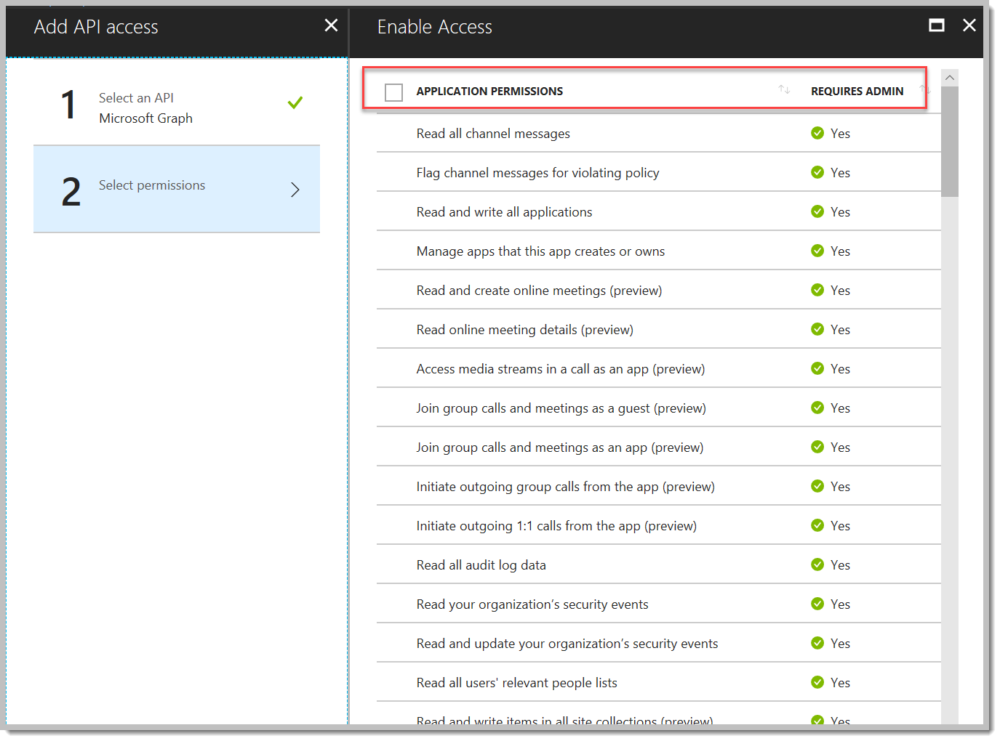 Add API access
Enable Access
1
Select an API
Microsoft Graph
2
Select permissions
APPLICATION PERMISSIONS REQUIRES ADMIN
Read all channel messages Yes
Flag channel messages for violating policy Yes
Read and write all applications Yes
Manage apps that this app creates or owns Yes
Read and create online meetings (preview) Yes
Read online meeting details (preview) Yes
Access media streams in a call as an app (preview) Yes
Join group calls and meetings as a guest (preview) Yes
Join group calls and meetings as an app (preview) Yes
Initiate outgoing group calls from the app (preview) Yes
Initiate outgoing 1:1 calls from the app (preview) Yes
Read all audit log data Yes
Read your organization’s security events Yes
Read and update your organization’s security events Yes
Read all users' relevant people lists Yes
Read and write items in all site collections (preview) Yes